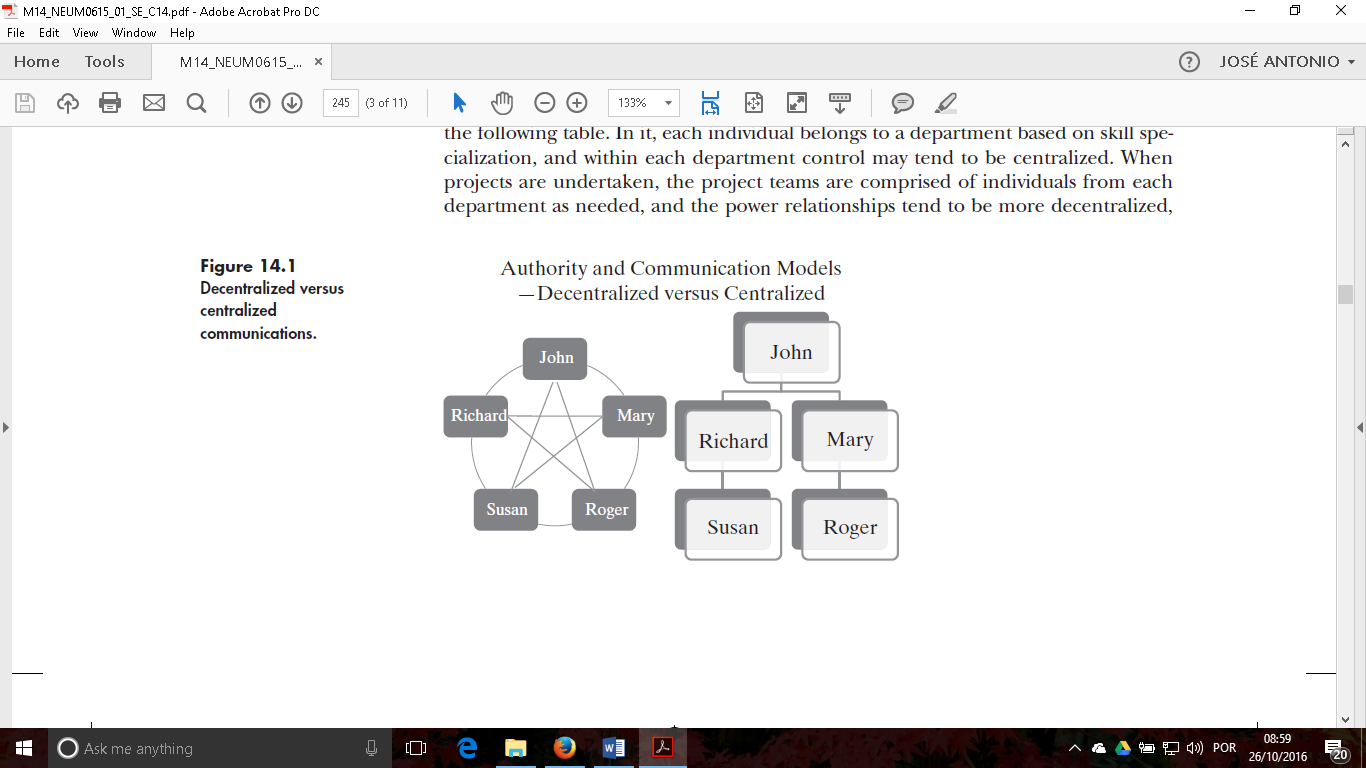 M14_NEUM0615_01_SE_C14.pdf - Adobe Acrobat Pro DC
File Edit View Window Help
Home Tools M14_NEUM0615_... × ? JOSÉ ANTONIO
245 (3 of 11) 133%
the following table. In it, each individual belongs to a department based on skill spe-
cialization, and within each department control may tend to be centralized. When
projects are undertaken, the project teams are comprised of individuals from each
department as needed, and the power relationships tend to be more decentralized,
Figure 14.1
Decentralized versus
centralized
communications.
Authority and Communication Models
—Decentralized versus Centralized
John
Richard
Mary
Susan
Roger
John
Richard
Mary
Susan
Roger
Ask me anything
POR
08:59
26/10/2016
20